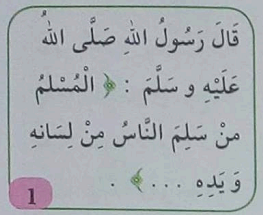 قَالَ رَسُولُ اللهِ صَلَّى اللهُ
عَلَيْهِ و سَلَّمَ : ﴿ الْمُسْلِمُ
مِنْ سَلِمَ النَّاسُ مِنْ لِسَانِهِ
وَ يَدِهِ ... ﴾ .
1